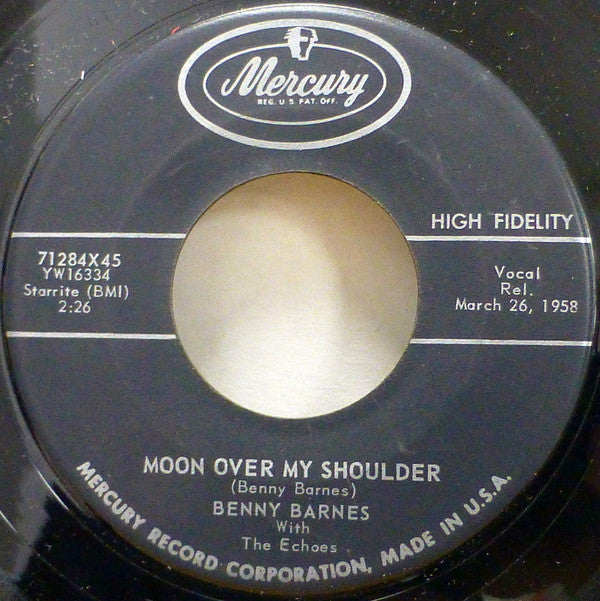 Mercury
REG. U.S. PAT. OFF.
HIGH FIDELITY
71284X45
YW16334
Starrite (BMI)
2:26
Vocal
Rel.
March 26, 1958
MOON OVER MY SHOULDER
(Benny Barnes)
BENNY BARNES
With
The Echoes
MERCURY RECORD CORPORATION, MADE IN U.S.A.